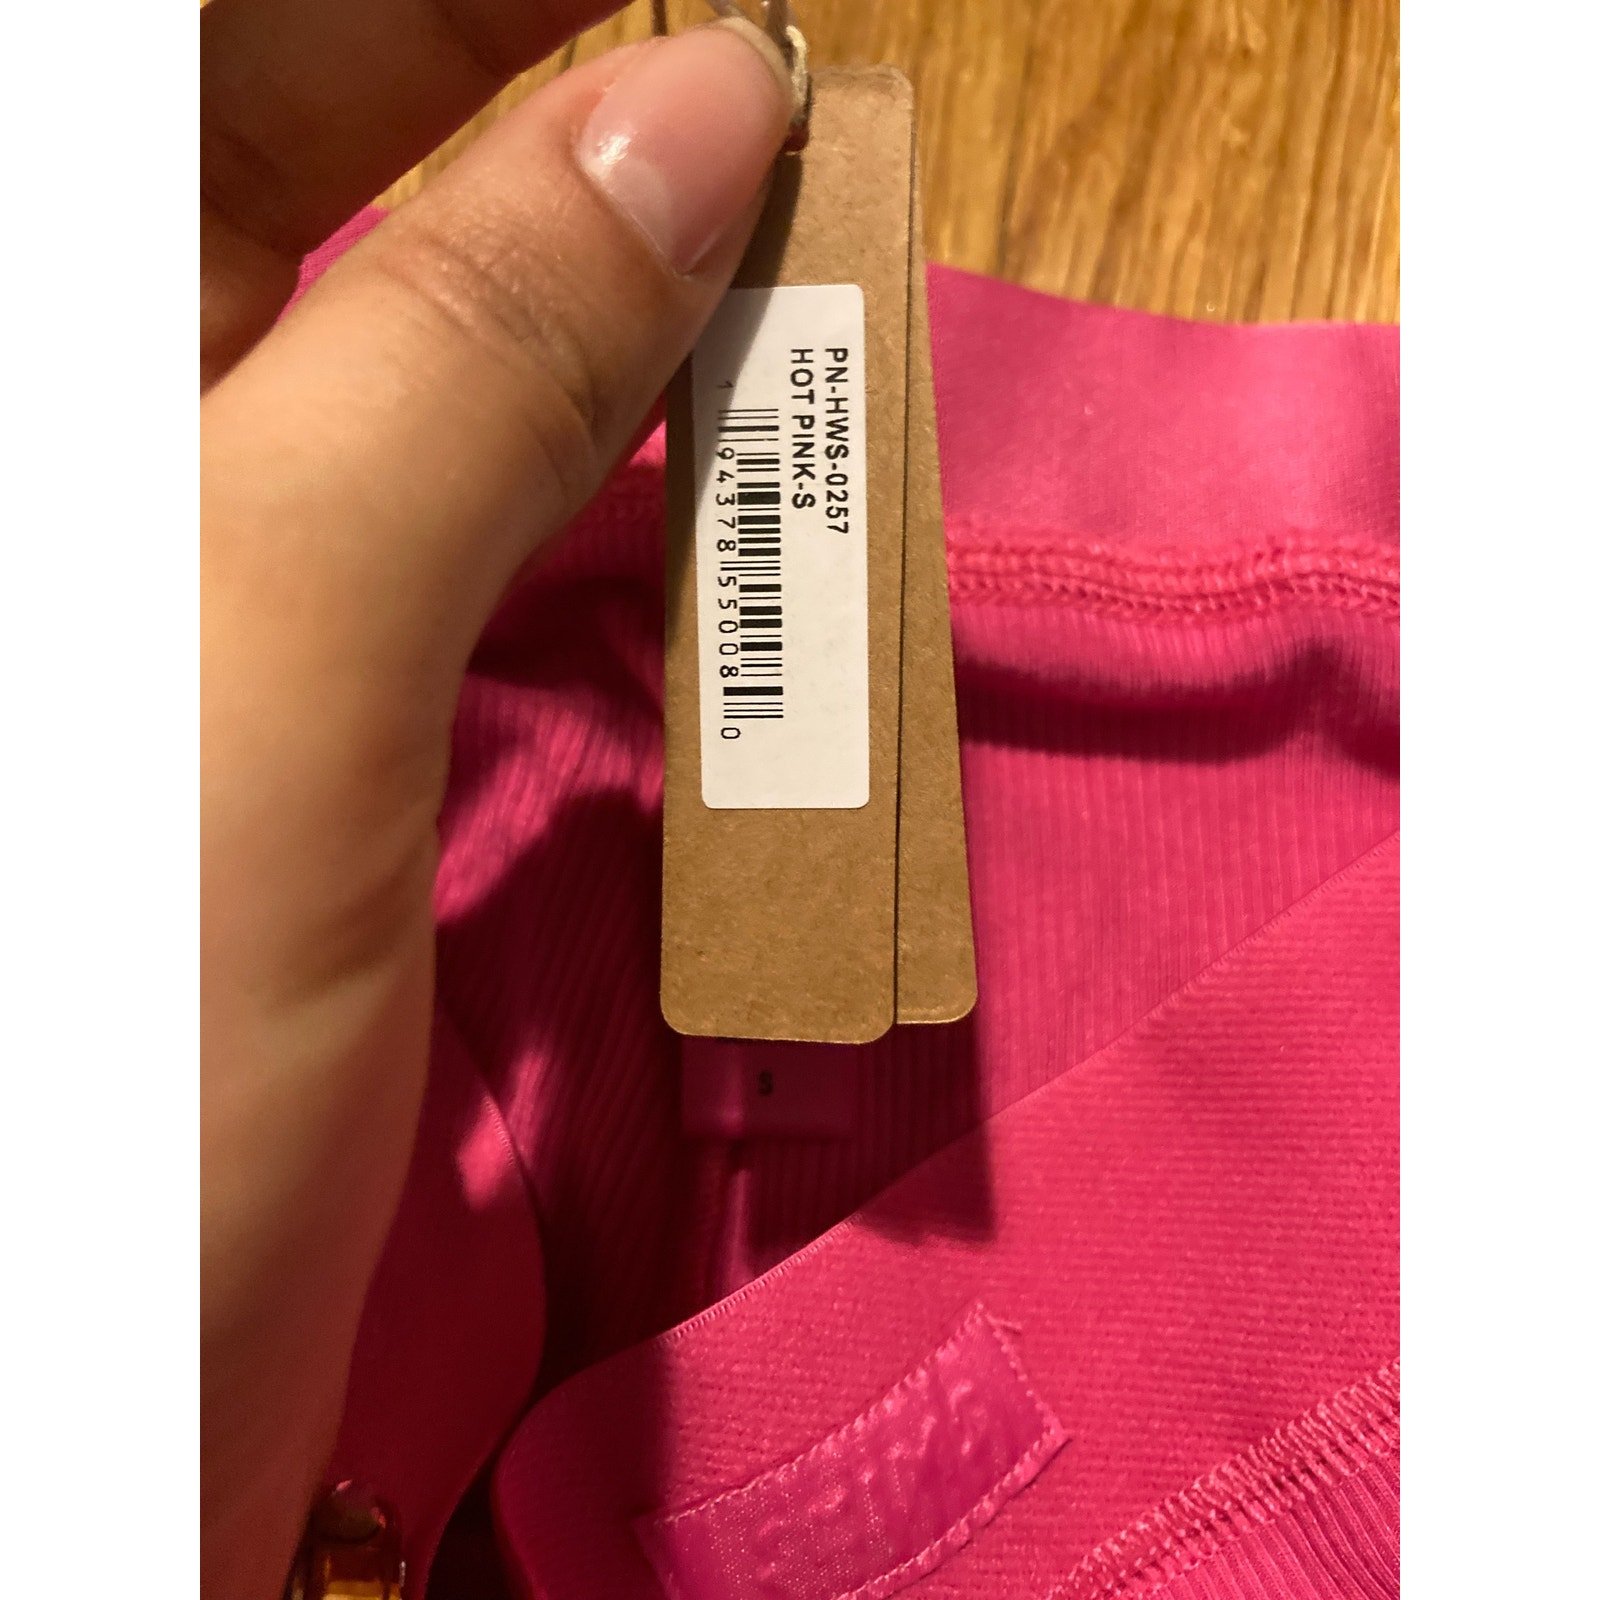 PN-HWS-0257
HOT PINK-S
1 94378 55008 0
S